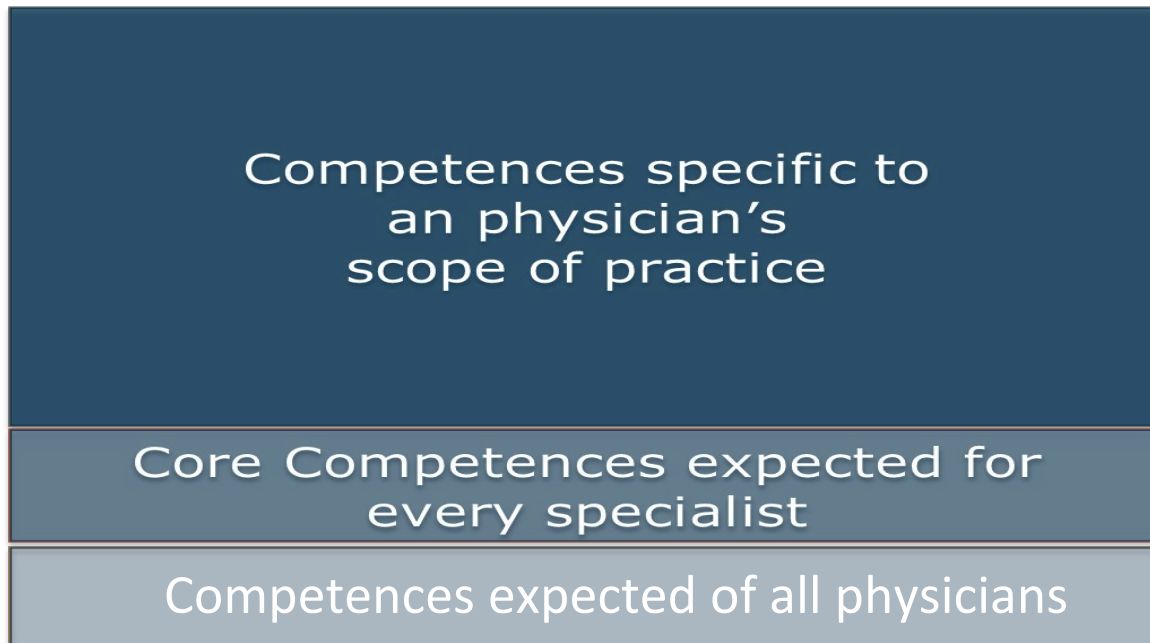 Competences specific to
an physician’s
scope of practice
Core Competences expected for
every specialist
Competences expected of all physicians